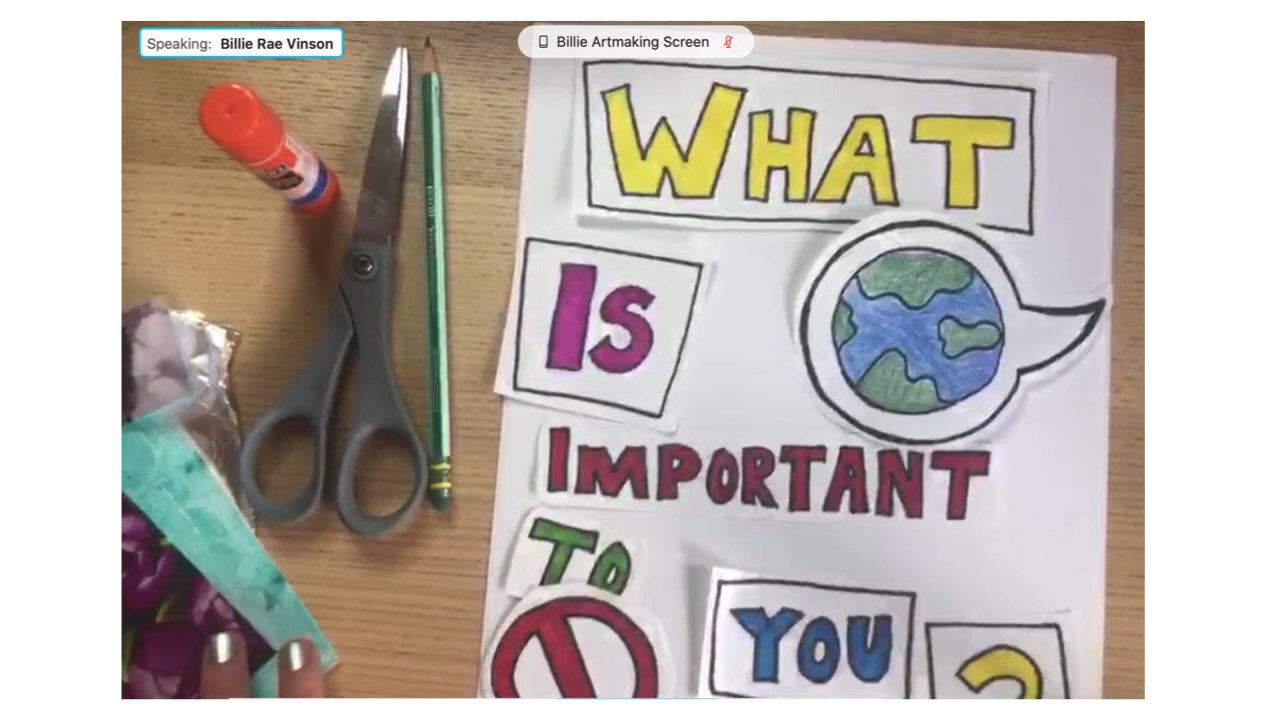 Speaking: Billie Rae Vinson
Billie Artmaking Screen
WHAT
IS
IMPORTANT
TO
YOU
?